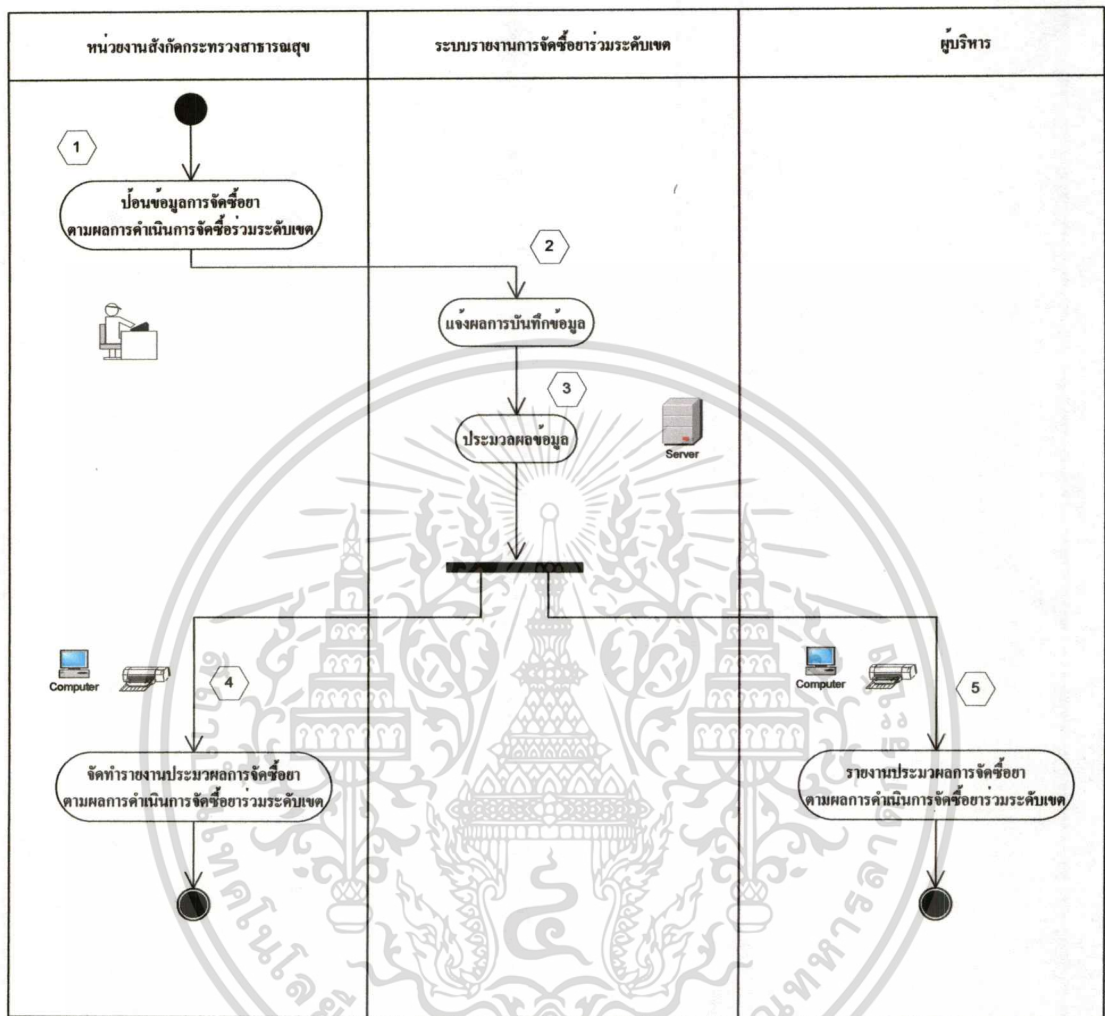 หน่วยงานสังกัดกระทรวงสาธารณสุข
ระบบรายงานการจัดซื้อยาร่วมระดับเขต
ผู้บริหาร
1
ป้อนข้อมูลการจัดซื้อยา
ตามผลการดำเนินการจัดซื้อร่วมระดับเขต
2
แจ้งผลการบันทึกข้อมูล
3
ประมวลผลข้อมูล
Server
Computer
4
จัดทำรายงานประมวผลการจัดซื้อยา
ตามผลการดำเนินการจัดซื้อยาร่วมระดับเขต
Computer
5
รายงานประมวผลการจัดซื้อยา
ตามผลการดำเนินการจัดซื้อยาร่วมระดับเขต